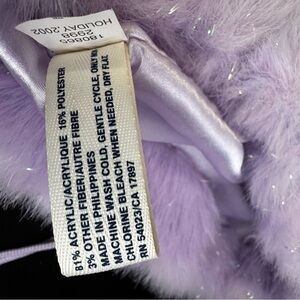 180865
2998
HOLIDAY, 2002
81% ACRYLIC/ACRYLIQUE 16% POLYESTER
3% OTHER FIBER/AUTRE FIBRE
MADE IN PHILIPPINES
MACHINE WASH COLD, GENTLE CYCLE, ONLY NON
CHLORINE BLEACH WHEN NEEDED, DRY FLAT
RN 54023/CA 17897